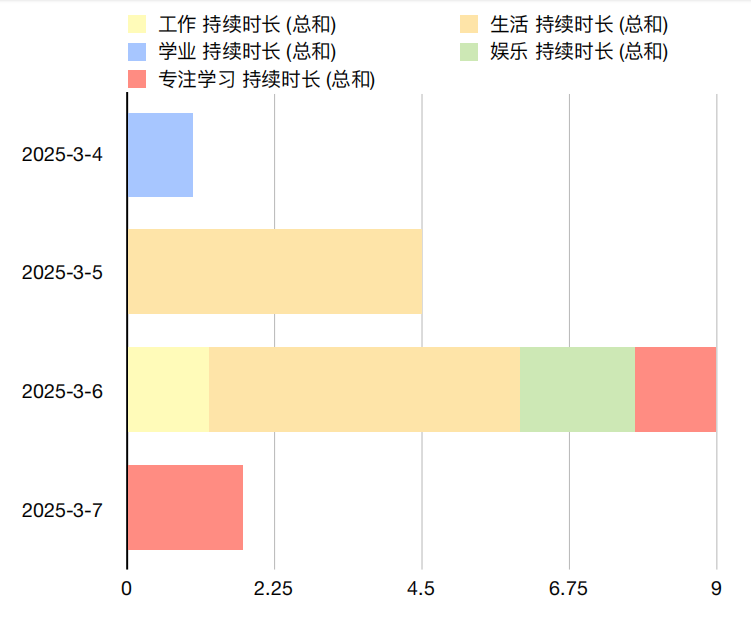 工作 持续时长 (总和) 生活 持续时长 (总和)
学业 持续时长 (总和) 娱乐 持续时长 (总和)
专注学习 持续时长 (总和)
2025-3-4
2025-3-5
2025-3-6
2025-3-7
0 2.25 4.5 6.75 9